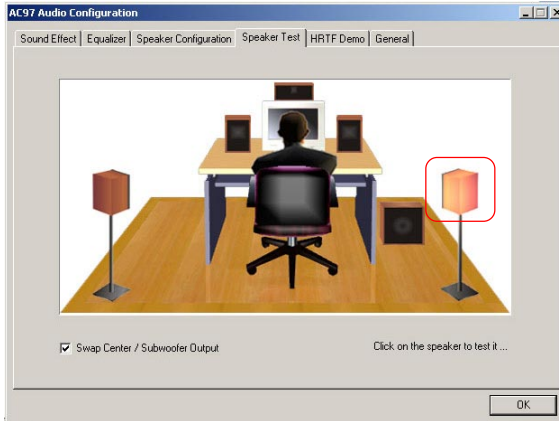 AC97 Audio Configuration
Sound Effect Equalizer Speaker Configuration Speaker Test HRTF Demo General
Swap Center / Subwoofer Output
Click on the speaker to test it ...
OK